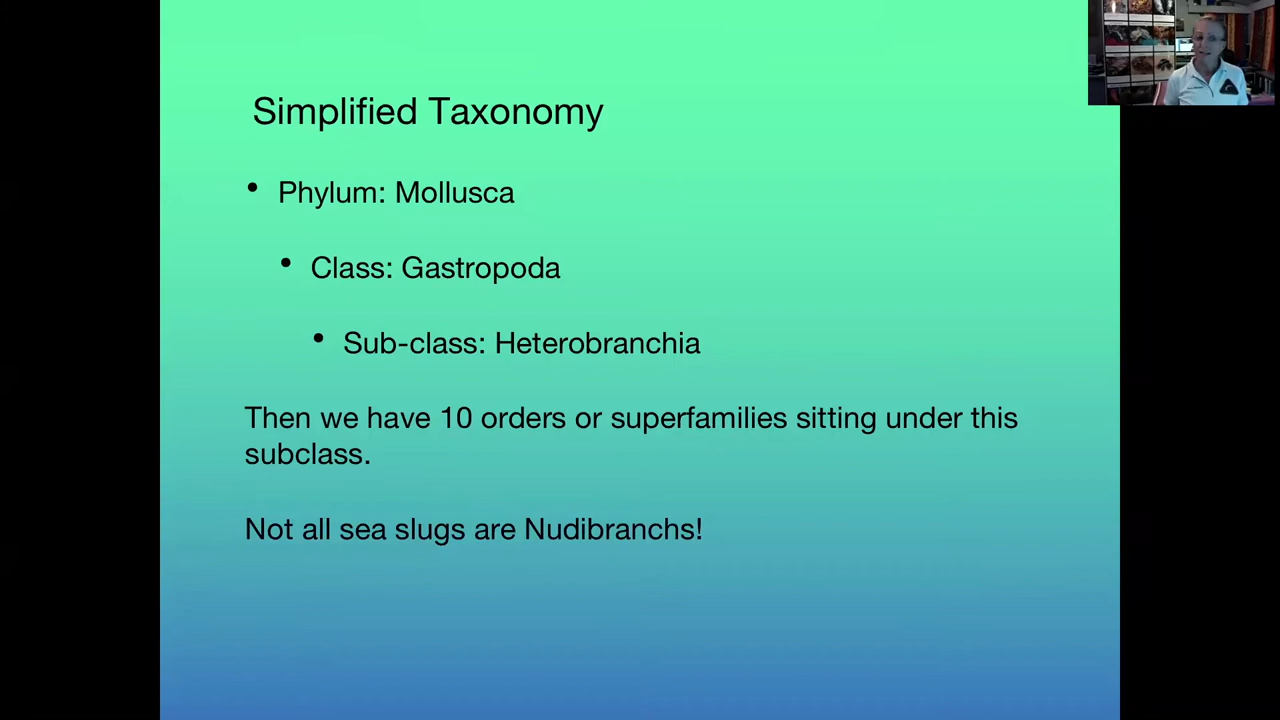 Simplified Taxonomy
• Phylum: Mollusca
• Class: Gastropoda
• Sub-class: Heterobranchia
Then we have 10 orders or superfamilies sitting under this
subclass.
Not all sea slugs are Nudibranchs!